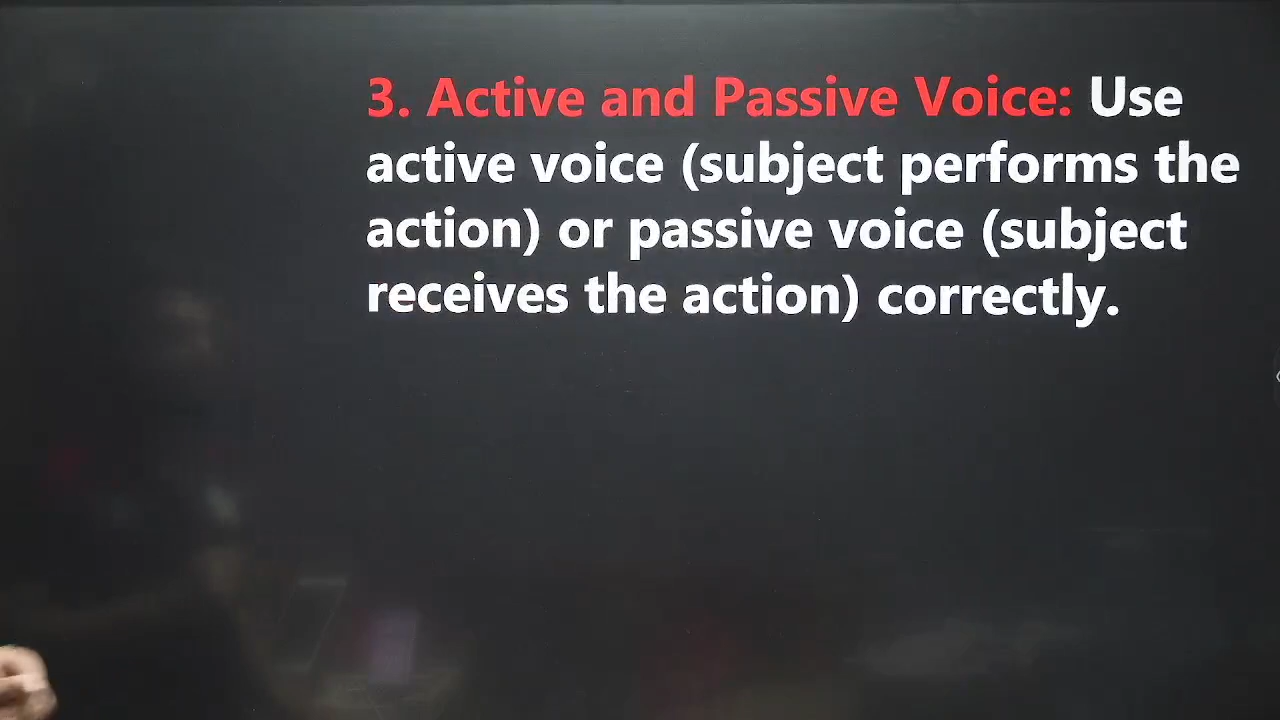 3. Active and Passive Voice: Use
active voice (subject performs the
action) or passive voice (subject
receives the action) correctly.